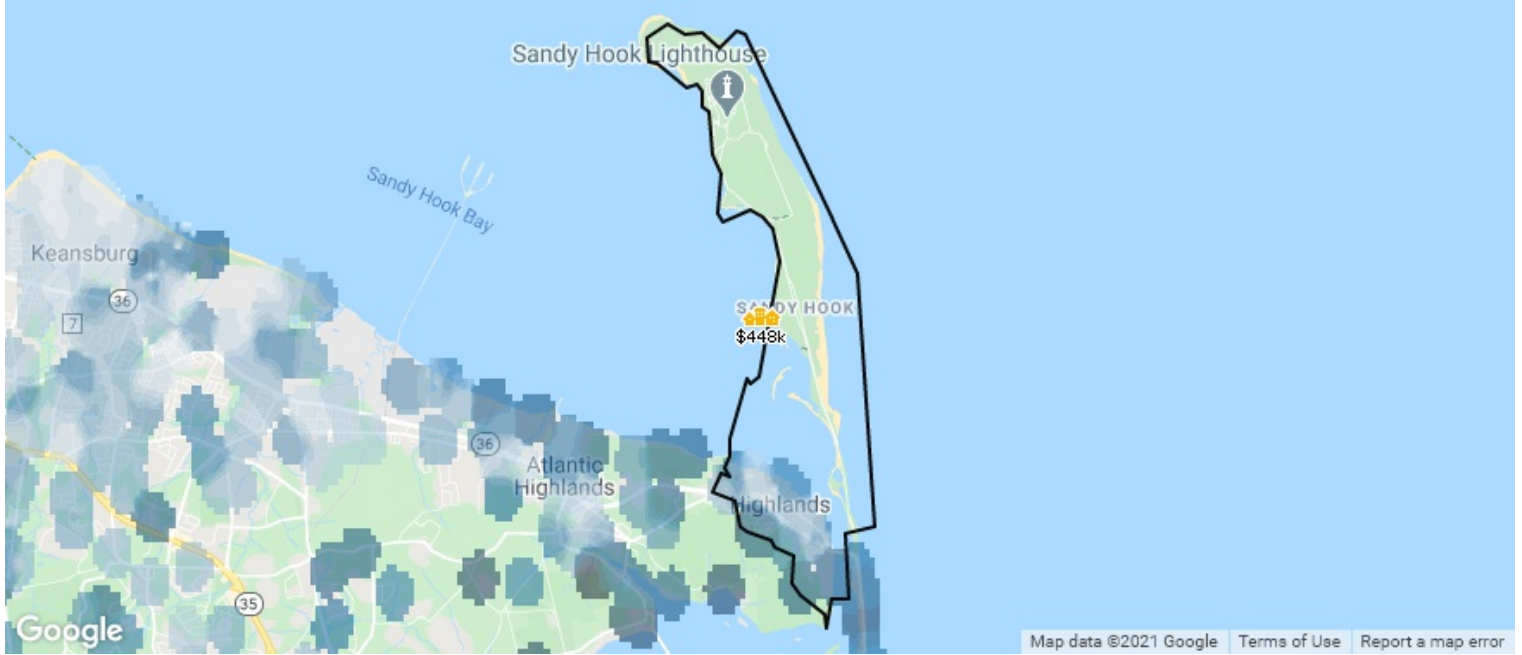 Sandy Hook Lighthouse
Sandy Hook Bay
Keansburg
36
7
SANDY HOOK
$448k
36
Atlantic
Highlands
Highlands
35
Google
Map data ©2021 Google
Terms of Use
Report a map error